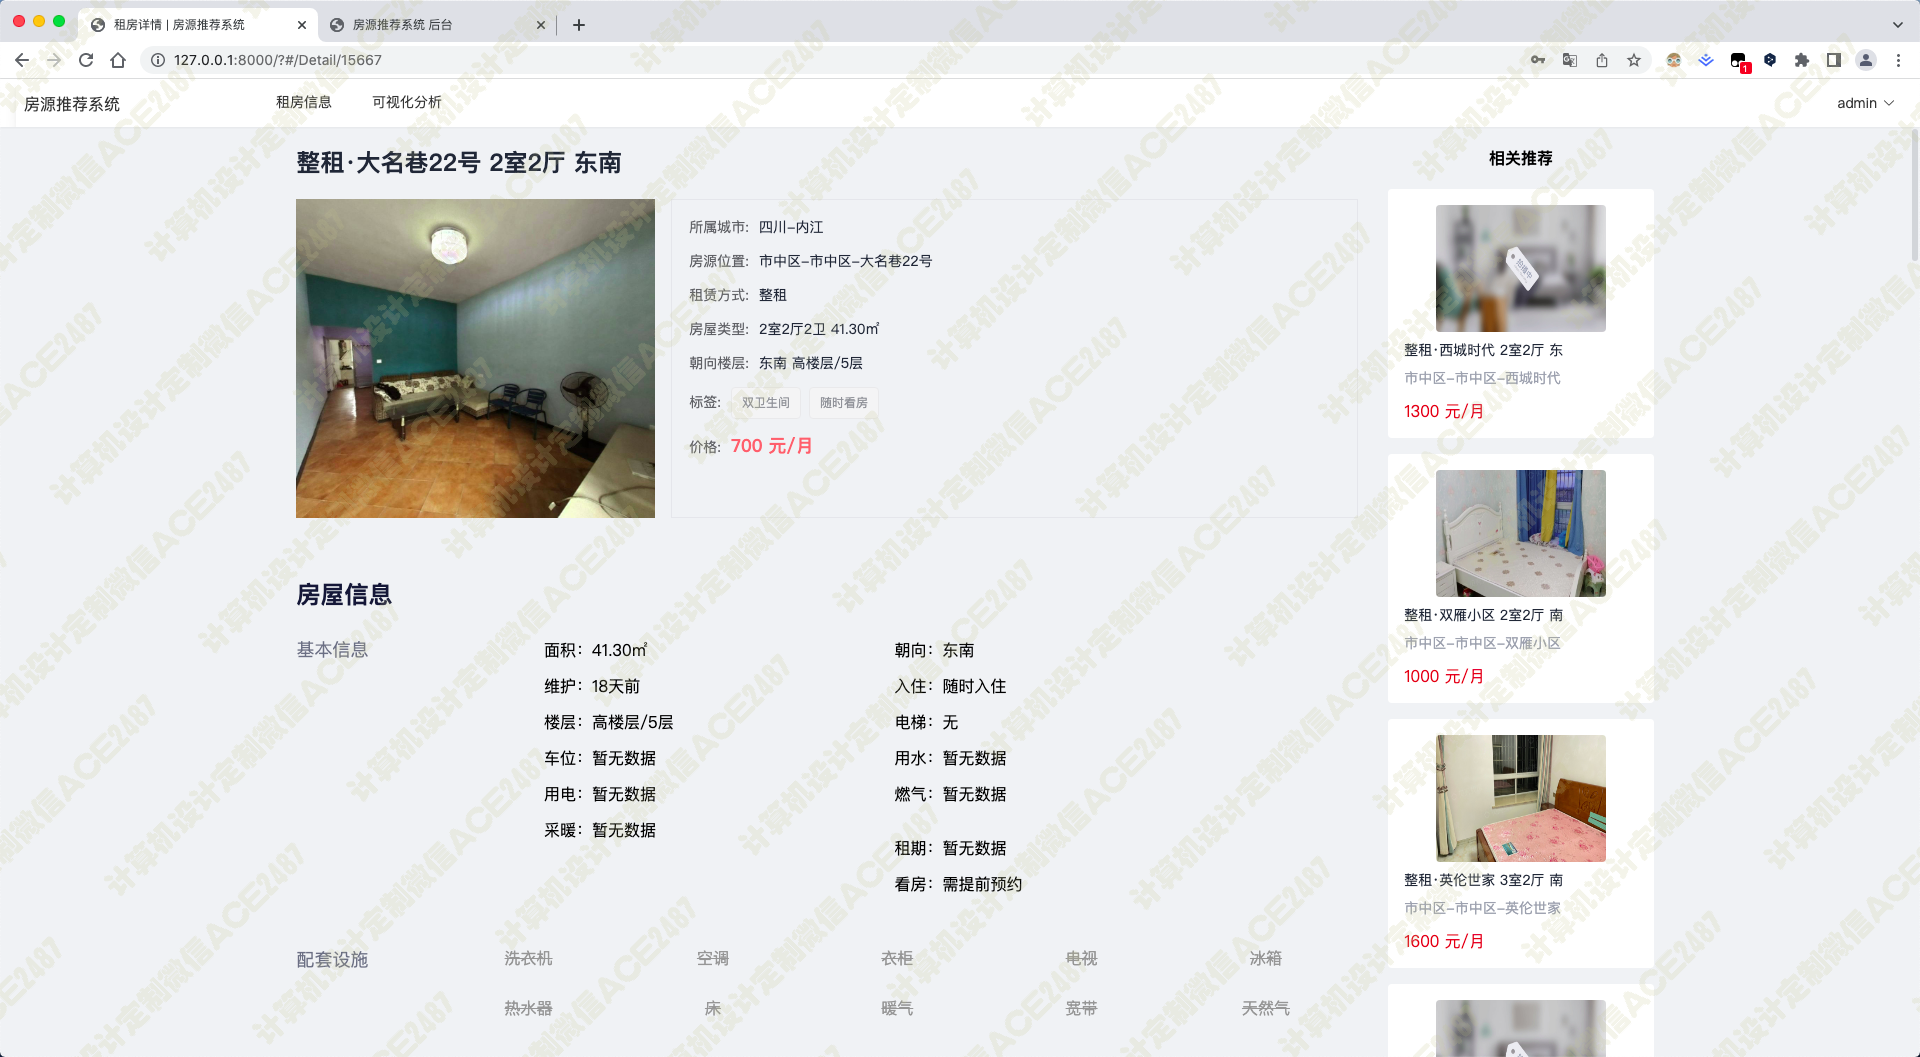 租房详情 | 房源推荐系统
房源推荐系统 后台
127.0.0.1:8000/?#/Detail/15667
1
房源推荐系统
租房信息
可视化分析
admin
整租·大名巷22号 2室2厅 东南
所属城市: 四川-内江
房源位置: 市中区-市中区-大名巷22号
租赁方式: 整租
房屋类型: 2室2厅2卫 41.30㎡
朝向楼层: 东南 高楼层/5层
标签: 双卫生间 随时看房
价格: 700 元/月
房屋信息
基本信息
面积：41.30㎡
维护：18天前
楼层：高楼层/5层
车位：暂无数据
用电：暂无数据
采暖：暂无数据
朝向：东南
入住：随时入住
电梯：无
用水：暂无数据
燃气：暂无数据
租期：暂无数据
看房：需提前预约
配套设施
洗衣机 空调 衣柜 电视 冰箱
热水器 床 暖气 宽带 天然气
相关推荐
整租·西城时代 2室2厅 东
市中区-市中区-西城时代
1300 元/月
整租·双雁小区 2室2厅 南
市中区-市中区-双雁小区
1000 元/月
整租·英伦世家 3室2厅 南
市中区-市中区-英伦世家
1600 元/月
计算机设计定制微信ACE2487